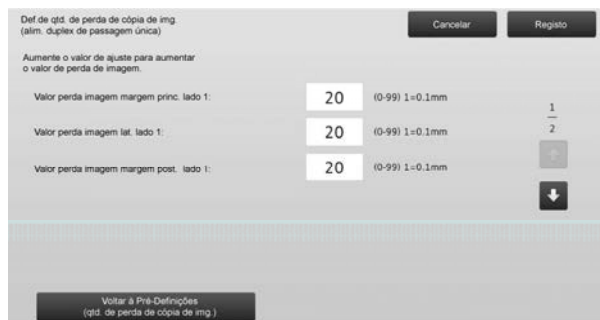 Def.de qtd. de perda de cópia de img.
(alim. duplex de passagem única)
Cancelar
Registo
Aumente o valor de ajuste para aumentar
o valor de perda de imagem.
Valor perda imagem margem princ. lado 1: 20 (0-99) 1=0.1mm
Valor perda imagem lat. lado 1: 20 (0-99) 1=0.1mm
Valor perda imagem margem post. lado I: 20 (0-99) 1=0.1mm
1
2
Voltar à Pré-Definições
(qtd. de perda de cópia de img.)